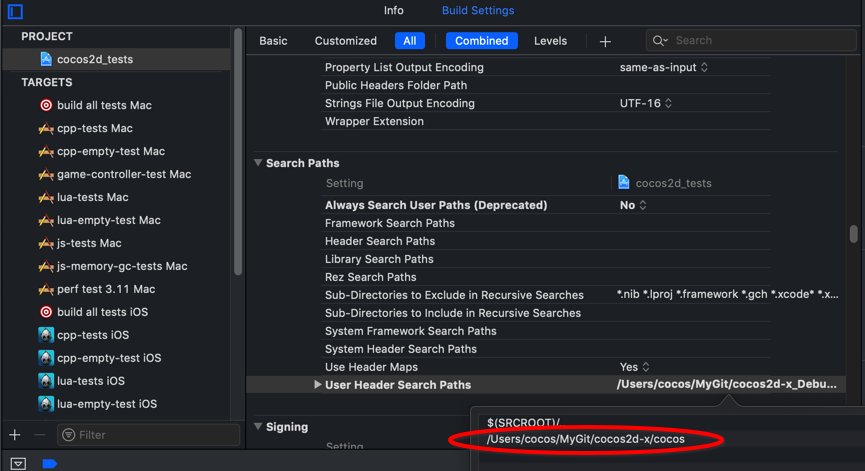 Info
Build Settings
PROJECT
cocos2d_tests
TARGETS
build all tests Mac
cpp-tests Mac
cpp-empty-test Mac
game-controller-test Mac
lua-tests Mac
lua-empty-test Mac
js-tests Mac
js-memory-gc-tests Mac
perf test 3.11 Mac
build all tests iOS
cpp-tests iOS
cpp-empty-test iOS
lua-tests iOS
lua-empty-test iOS
Filter
Basic Customized All Combined Levels Search
Property List Output Encoding same-as-input
Public Headers Folder Path
Strings File Output Encoding UTF-16
Wrapper Extension
Search Paths
Setting cocos2d_tests
Always Search User Paths (Deprecated) No
Framework Search Paths
Header Search Paths
Library Search Paths
Rez Search Paths
Sub-Directories to Exclude in Recursive Searches *.nib *.lproj *.framework *.gch *.xcode* *.x...
Sub-Directories to Include in Recursive Searches
System Framework Search Paths
System Header Search Paths
Use Header Maps Yes
User Header Search Paths /Users/cocos/MyGit/cocos2d-x_Debu...
$(SRCROOT)/
/Users/cocos/MyGit/cocos2d-x/cocos
Signing
Setting